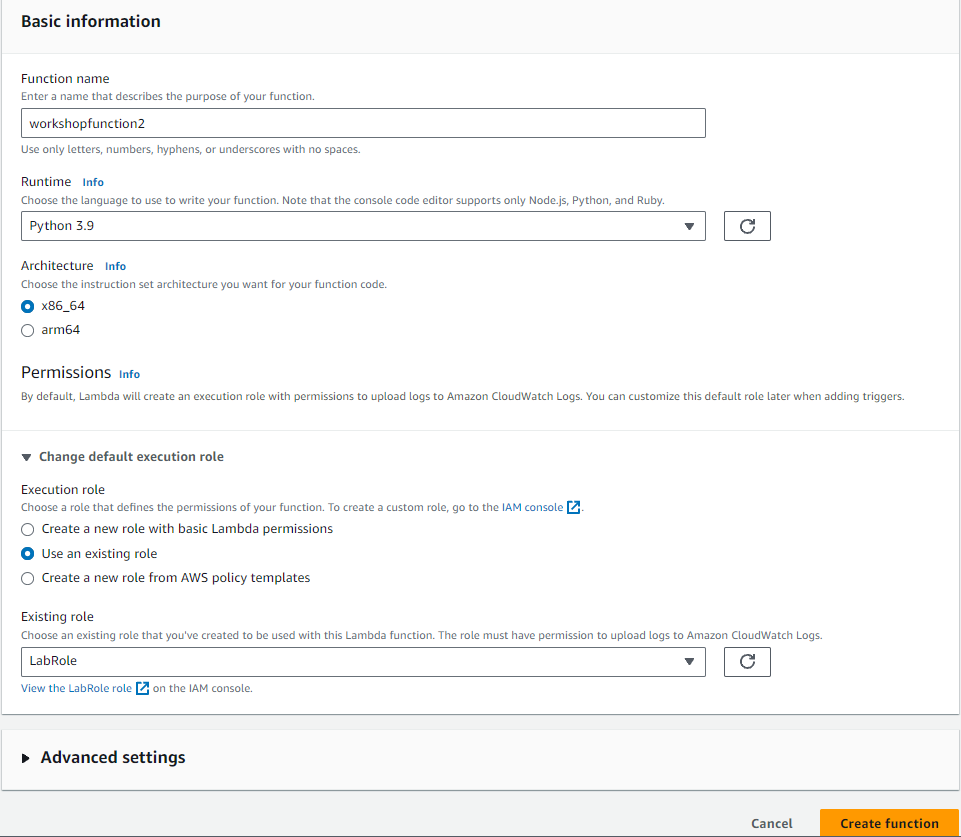 Basic information
Function name
Enter a name that describes the purpose of your function.
workshopfunction2
Use only letters, numbers, hyphens, or underscores with no spaces.
Runtime Info
Choose the language to use to write your function. Note that the console code editor supports only Node.js, Python, and Ruby.
Python 3.9
Architecture Info
Choose the instruction set architecture you want for your function code.
x86_64
arm64
Permissions Info
By default, Lambda will create an execution role with permissions to upload logs to Amazon CloudWatch Logs. You can customize this default role later when adding triggers.
Change default execution role
Execution role
Choose a role that defines the permissions of your function. To create a custom role, go to the IAM console.
Create a new role with basic Lambda permissions
Use an existing role
Create a new role from AWS policy templates
Existing role
Choose an existing role that you've created to be used with this Lambda function. The role must have permission to upload logs to Amazon CloudWatch Logs.
LabRole
View the LabRole role on the IAM console.
Advanced settings
Cancel Create function